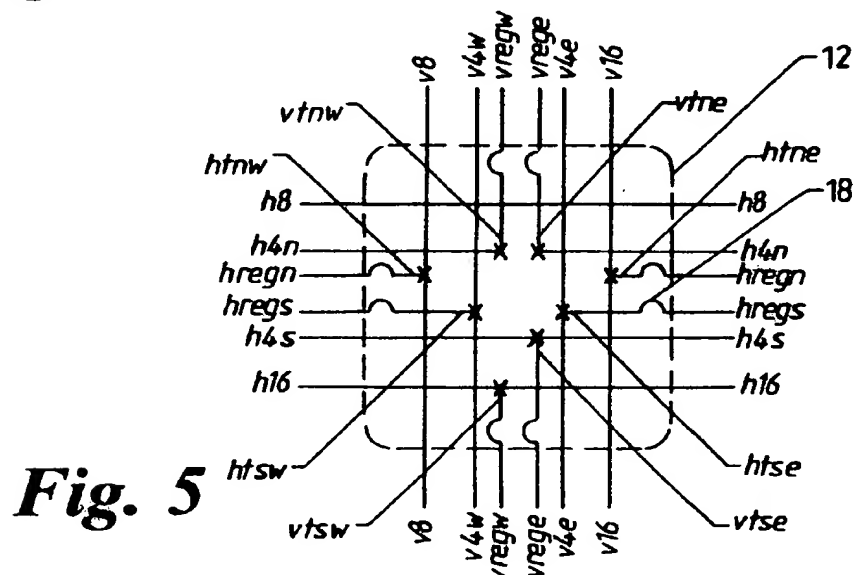 v8
v4w
vregw
vrege
v4e
v16
12
vtnw
vtne
htnw
htne
h8
h8
18
h4n
h4n
hregn
hregn
hregs
hregs
h4s
h4s
h16
h16
htsw
htse
Fig. 5
vtsw
vtse
v8
v4w
vregw
vrege
v4e
v16